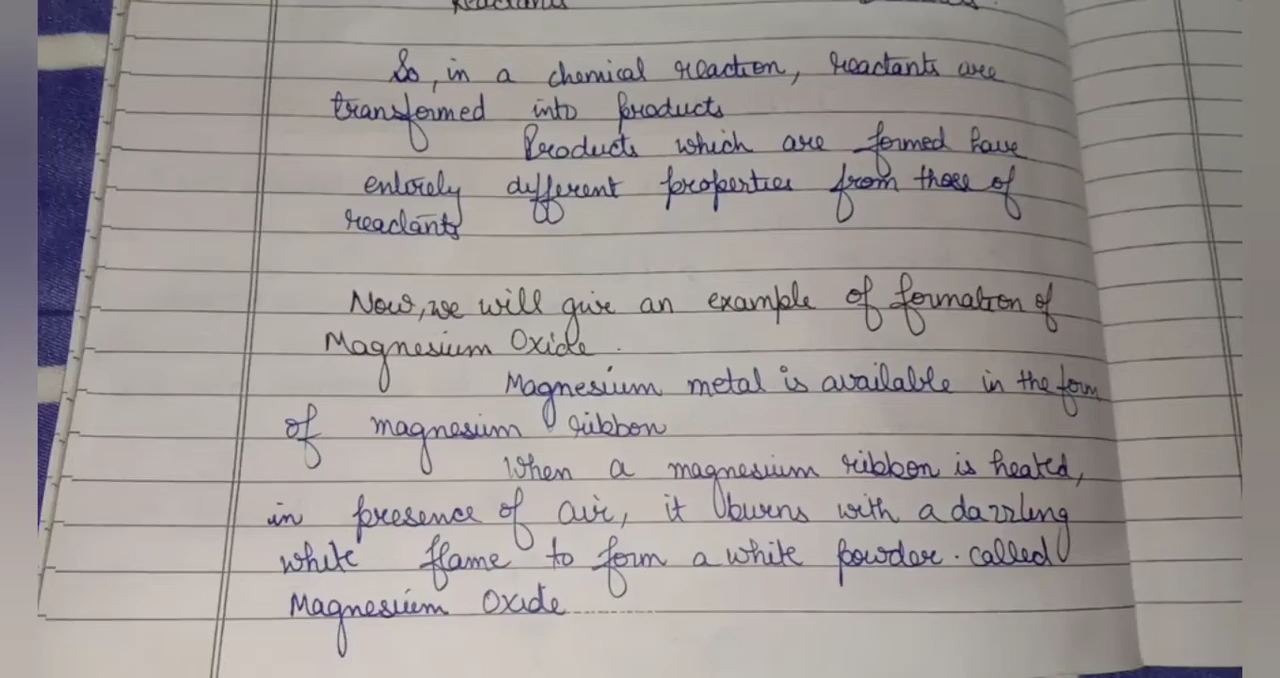 Reactants
So, in a chemical reaction, reactants are
transformed into products
Products which are formed have
entirely different properties from those of
reactants
Now, we will give an example of formation of
Magnesium Oxide.
Magnesium metal is available in the form
of magnesium ribbon
When a magnesium ribbon is heated,
in presence of air, it burns with a dazzling
white flame to form a white powder. called
Magnesium Oxide